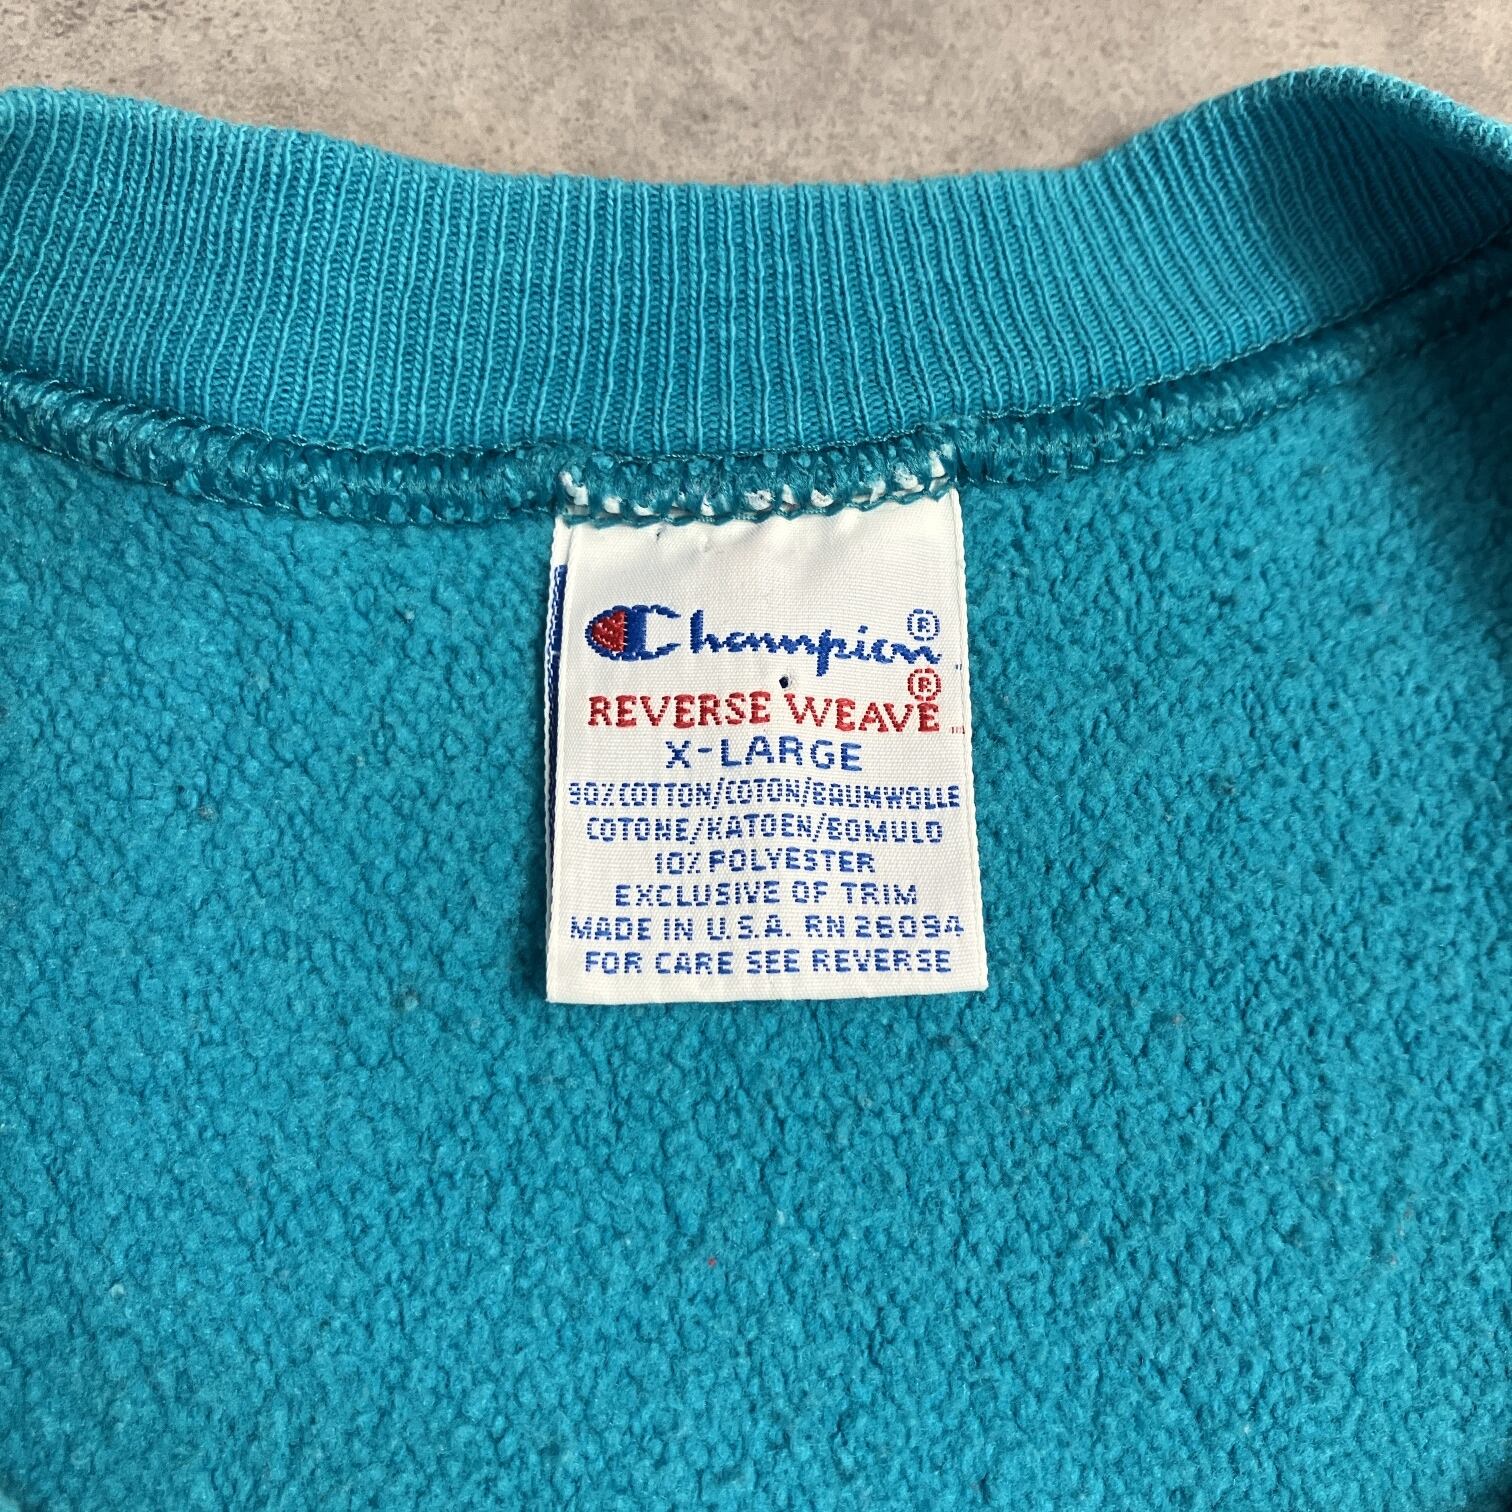 Champion®
REVERSE WEAVE®
X-LARGE
90% COTTON/COTON/BAUMWOLLE
COTONE/KATOEN/BOMULD
10% POLYESTER
EXCLUSIVE OF TRIM
MADE IN U.S.A. RN 26094
FOR CARE SEE REVERSE